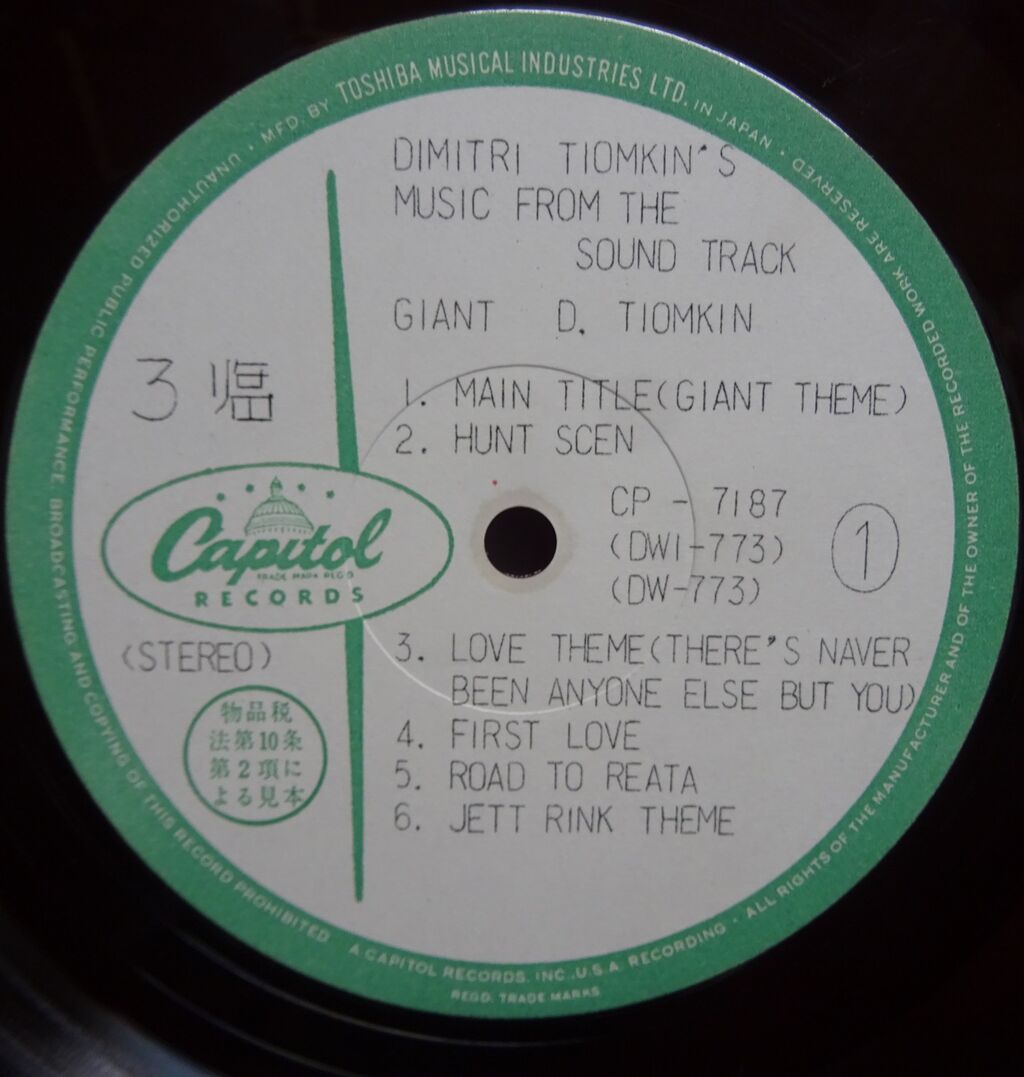 UNAUTHORIZED PUBLIC PERFORMANCE BROADCASTING AND COPYING OF THIS RECORD PROHIBITED
MFD. BY TOSHIBA MUSICAL INDUSTRIES LTD. IN JAPAN
ALL RIGHTS OF THE MANUFACTURER AND OF THE OWNER OF THE RECORDED WORK ARE RESERVED
DIMITRI TIOMKIN'S
MUSIC FROM THE
SOUND TRACK
GIANT D. TIOMKIN
3 臨
1. MAIN TITLE(GIANT THEME)
2. HUNT SCEN
CP - 7187
(DW1-773)
(DW-773)
1
Capitol
TRADE MARK REGD
RECORDS
(STEREO)
3. LOVE THEME(THERE'S NAVER
BEEN ANYONE ELSE BUT YOU)
4. FIRST LOVE
5. ROAD TO REATA
6. JETT RINK THEME
物品税
法第10条
第2項に
よる見本
A CAPITOL RECORDS, INC., U.S.A. RECORDING
REGD. TRADE MARKS